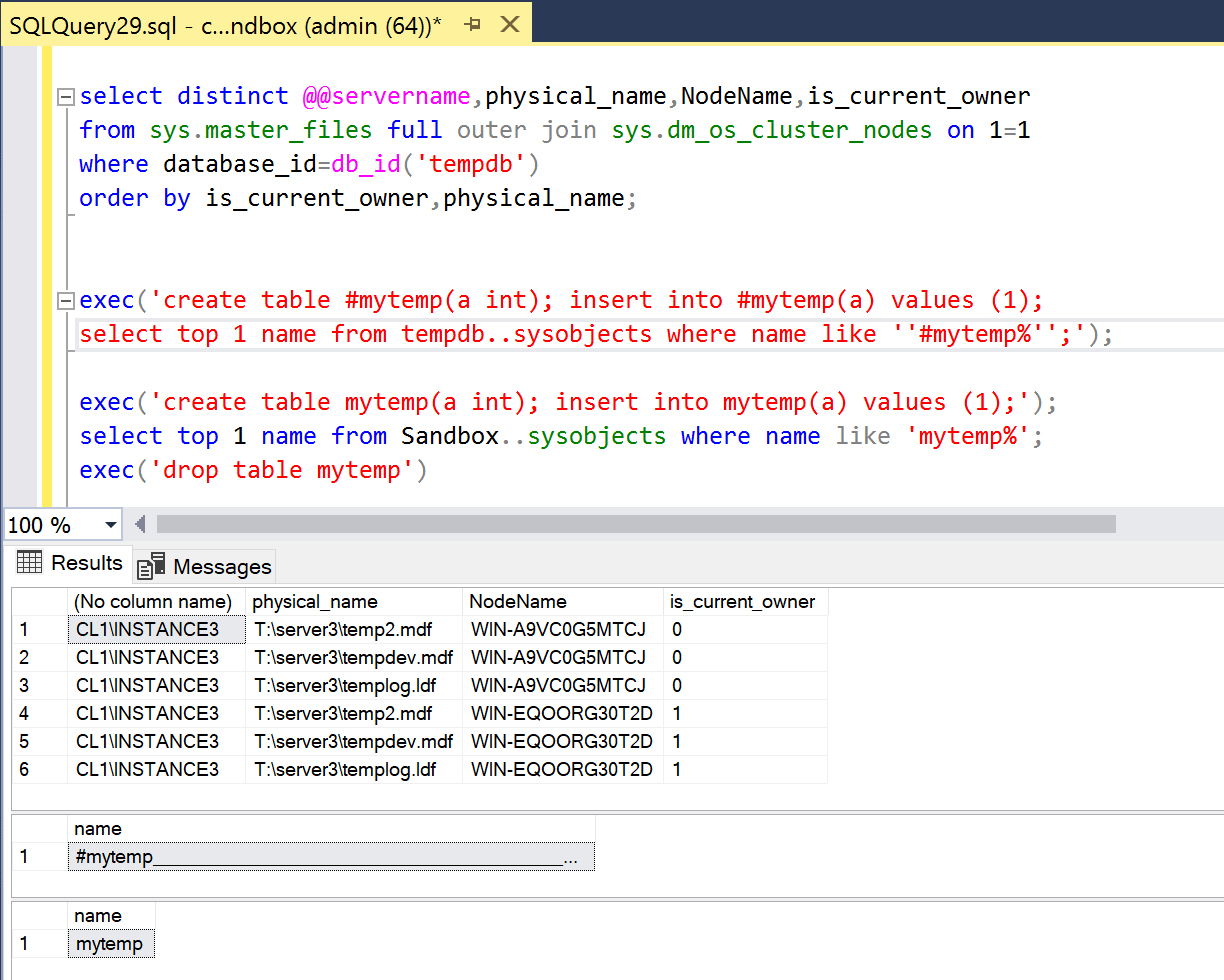 SQLQuery29.sql - c...ndbox (admin (64))*
select distinct @@servername,physical_name,NodeName,is_current_owner
from sys.master_files full outer join sys.dm_os_cluster_nodes on 1=1
where database_id=db_id('tempdb')
order by is_current_owner,physical_name;
exec('create table #mytemp(a int); insert into #mytemp(a) values (1);
select top 1 name from tempdb..sysobjects where name like ''#mytemp%'';');
exec('create table mytemp(a int); insert into mytemp(a) values (1);');
select top 1 name from Sandbox..sysobjects where name like 'mytemp%';
exec('drop table mytemp')
100 %
Results Messages
(No column name) physical_name NodeName is_current_owner
1 CL1\INSTANCE3 T:\server3\temp2.mdf WIN-A9VC0G5MTCJ 0
2 CL1\INSTANCE3 T:\server3\tempdev.mdf WIN-A9VC0G5MTCJ 0
3 CL1\INSTANCE3 T:\server3\templog.ldf WIN-A9VC0G5MTCJ 0
4 CL1\INSTANCE3 T:\server3\temp2.mdf WIN-EQOORG30T2D 1
5 CL1\INSTANCE3 T:\server3\tempdev.mdf WIN-EQOORG30T2D 1
6 CL1\INSTANCE3 T:\server3\templog.ldf WIN-EQOORG30T2D 1
name
1 #mytemp_________________________________________...
name
1 mytemp